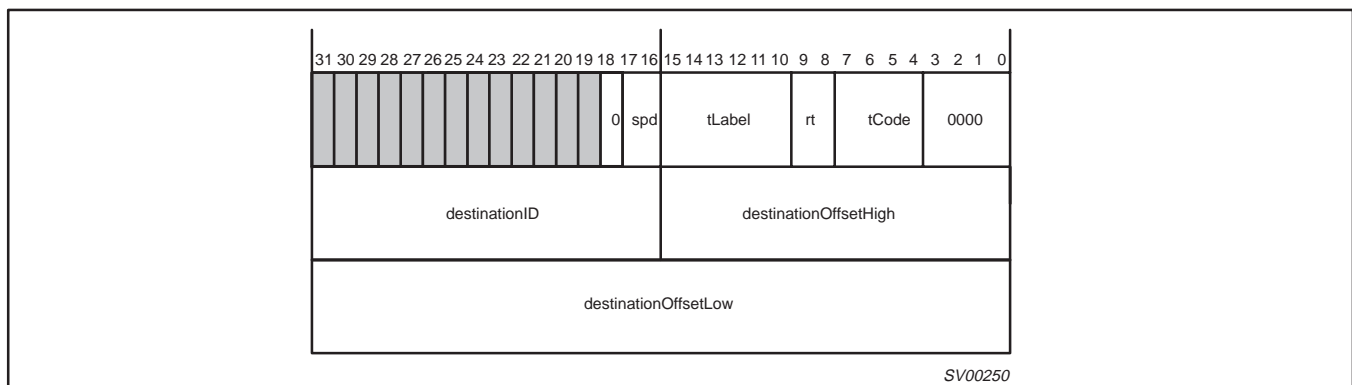 31 30 29 28 27 26 25 24 23 22 21 20 19 18 17 16 15 14 13 12 11 10 9 8 7 6 5 4 3 2 1 0
0 spd tLabel rt tCode 0000
destinationID destinationOffsetHigh
destinationOffsetLow
SV00250